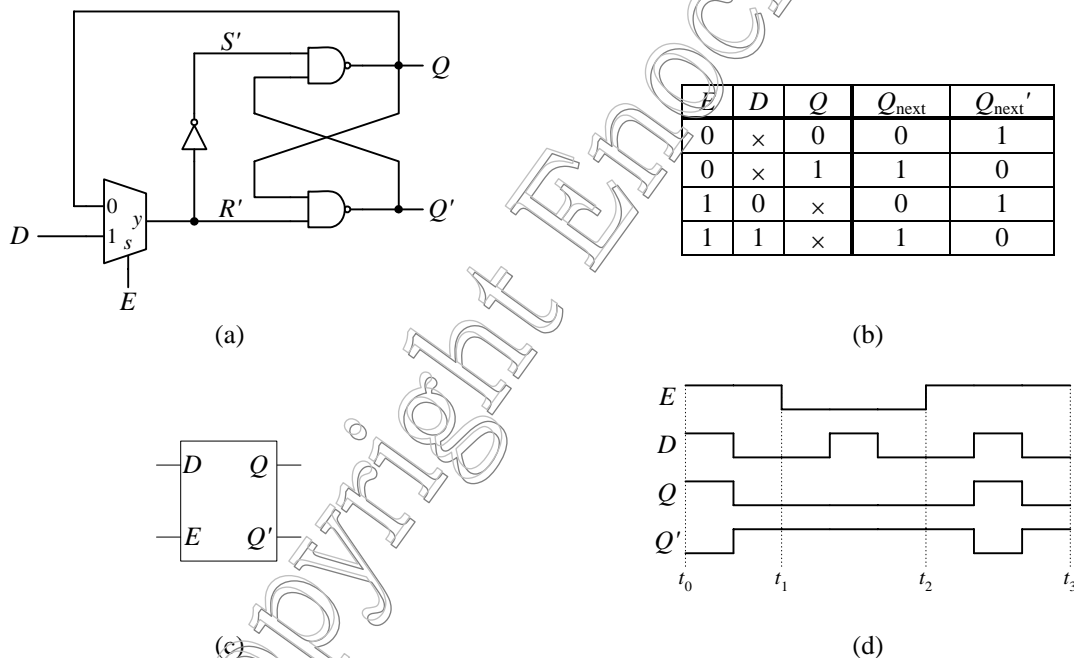 S' Q
R' Q'
0
1 y
s
D
E
(a)
E D Q Qnext Qnext'
0 × 0 0 1
0 × 1 1 0
1 0 × 0 1
1 1 × 1 0
(b)
D Q
E Q'
(c)
E
D
Q
Q'
t0 t1 t2 t3
(d)